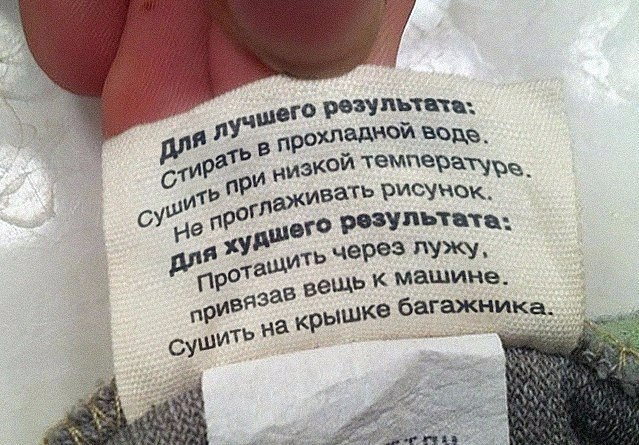 Для лучшего результата:
Стирать в прохладной воде.
Сушить при низкой температуре.
Не проглаживать рисунок.
Для худшего результата:
Протащить через лужу,
привязав вещь к машине.
Сушить на крышке багажника.